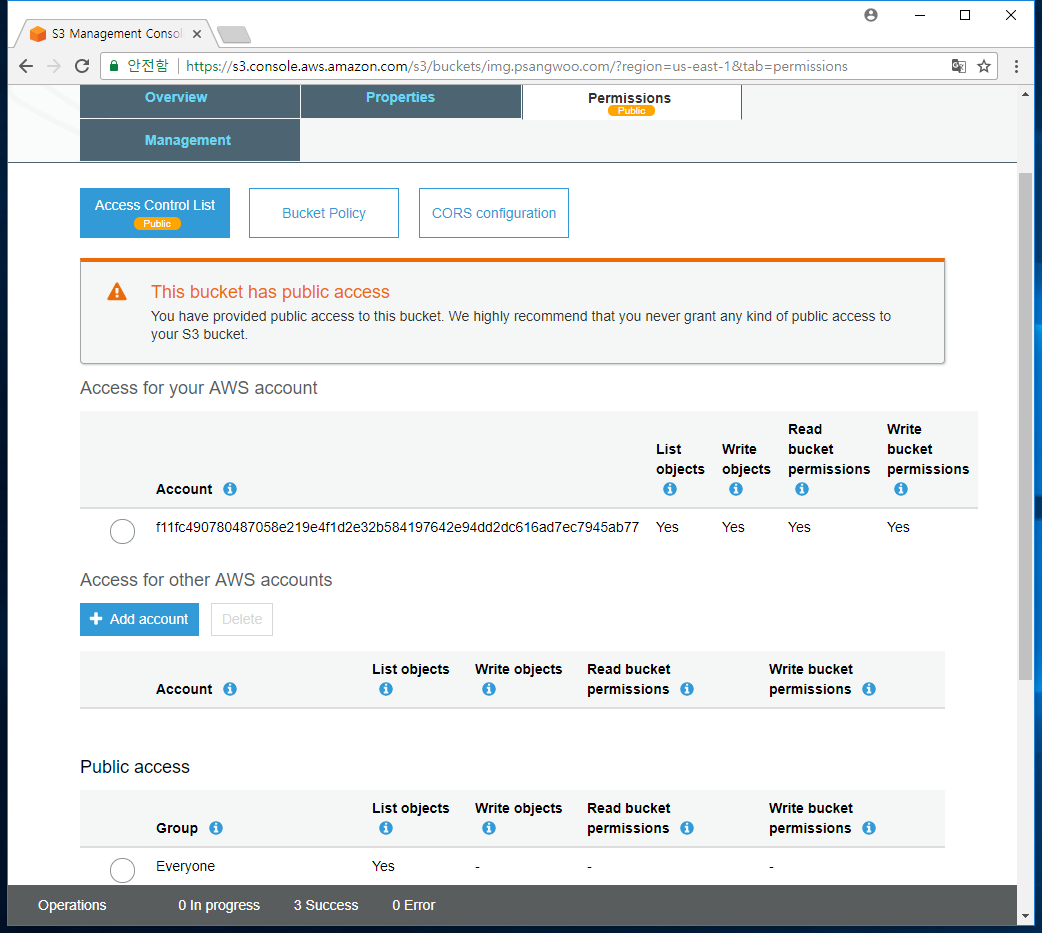 S3 Management Consol
안전함 https://s3.console.aws.amazon.com/s3/buckets/img.psangwoo.com/?region=us-east-1&tab=permissions
Overview
Properties
Permissions
Public
Management
Access Control List
Public
Bucket Policy
CORS configuration
This bucket has public access
You have provided public access to this bucket. We highly recommend that you never grant any kind of public access to
your S3 bucket.
Access for your AWS account
Account
List objects
Write objects
Read bucket permissions
Write bucket permissions
f11fc490780487058e219e4f1d2e32b584197642e94dd2dc616ad7ec7945ab77 Yes Yes Yes Yes
Access for other AWS accounts
+ Add account
Delete
Account
List objects
Write objects
Read bucket permissions
Write bucket permissions
Public access
Group
List objects
Write objects
Read bucket permissions
Write bucket permissions
Everyone Yes - - -
Operations 0 In progress 3 Success 0 Error